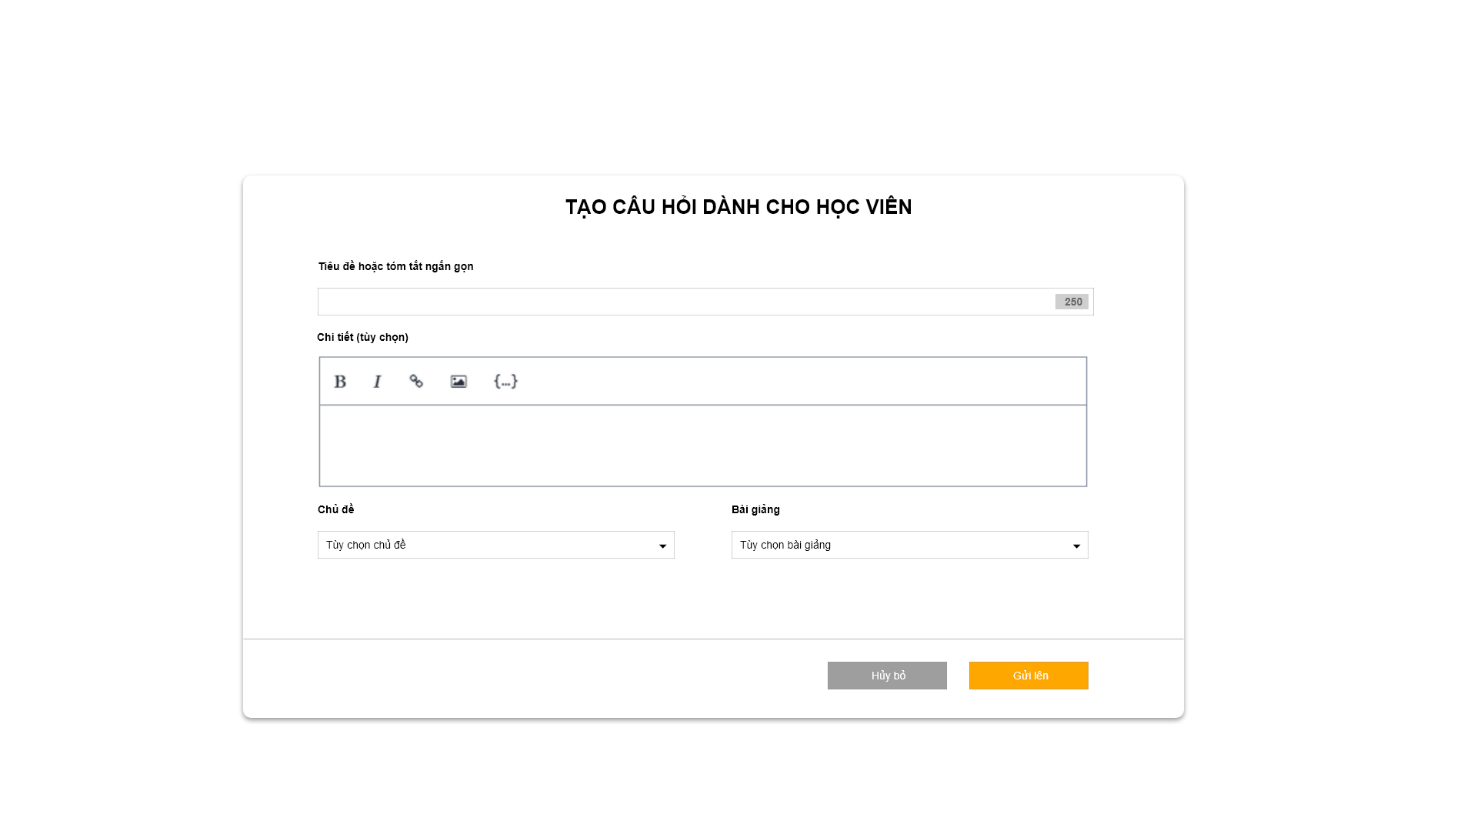 TẠO CÂU HỎI DÀNH CHO HỌC VIÊN
Tiêu đề hoặc tóm tắt ngắn gọn
250
Chi tiết (tùy chọn)
B I {...}
Chủ đề
Bài giảng
Tùy chọn chủ đề
Tùy chọn bài giảng
Hủy bỏ
Gửi lên